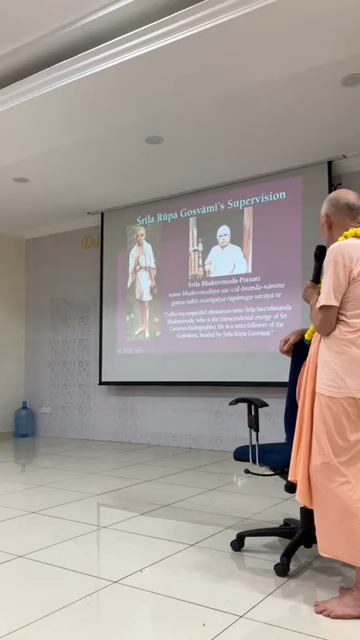 Śrīla Rūpa Gosvāmī's Supervision
Śrīla-Bhaktivinoda-Praṇati
namo bhaktivinodāya sac-cid-ānanda-nāmine
gaura-śakti-svarūpāya rūpānuga-varāya te
"I offer my respectful obeisances unto Śrīla Saccidānanda
Bhaktivinoda, who is the transcendental energy of Śrī
Caitanya Mahāprabhu. He is a strict follower of the
Gosvāmīs, headed by Śrīla Rūpa Gosvāmī."